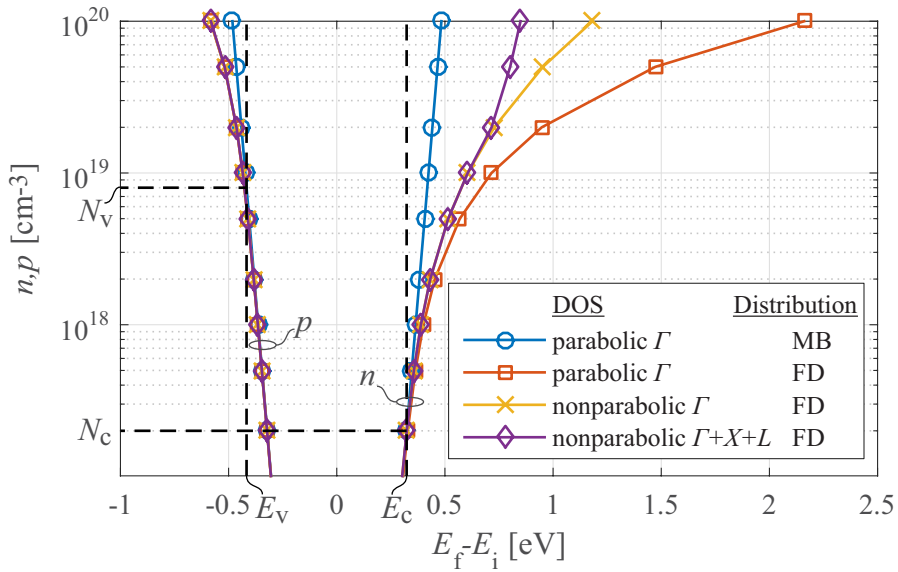 10^20
10^19
N_v
n,p [cm^-3]
10^18
N_c
p
n
DOS Distribution
parabolic Γ MB
parabolic Γ FD
nonparabolic Γ FD
nonparabolic Γ+X+L FD
-1 -0.5 E_v 0 E_c 0.5 1 1.5 2 2.5
E_f-E_i [eV]